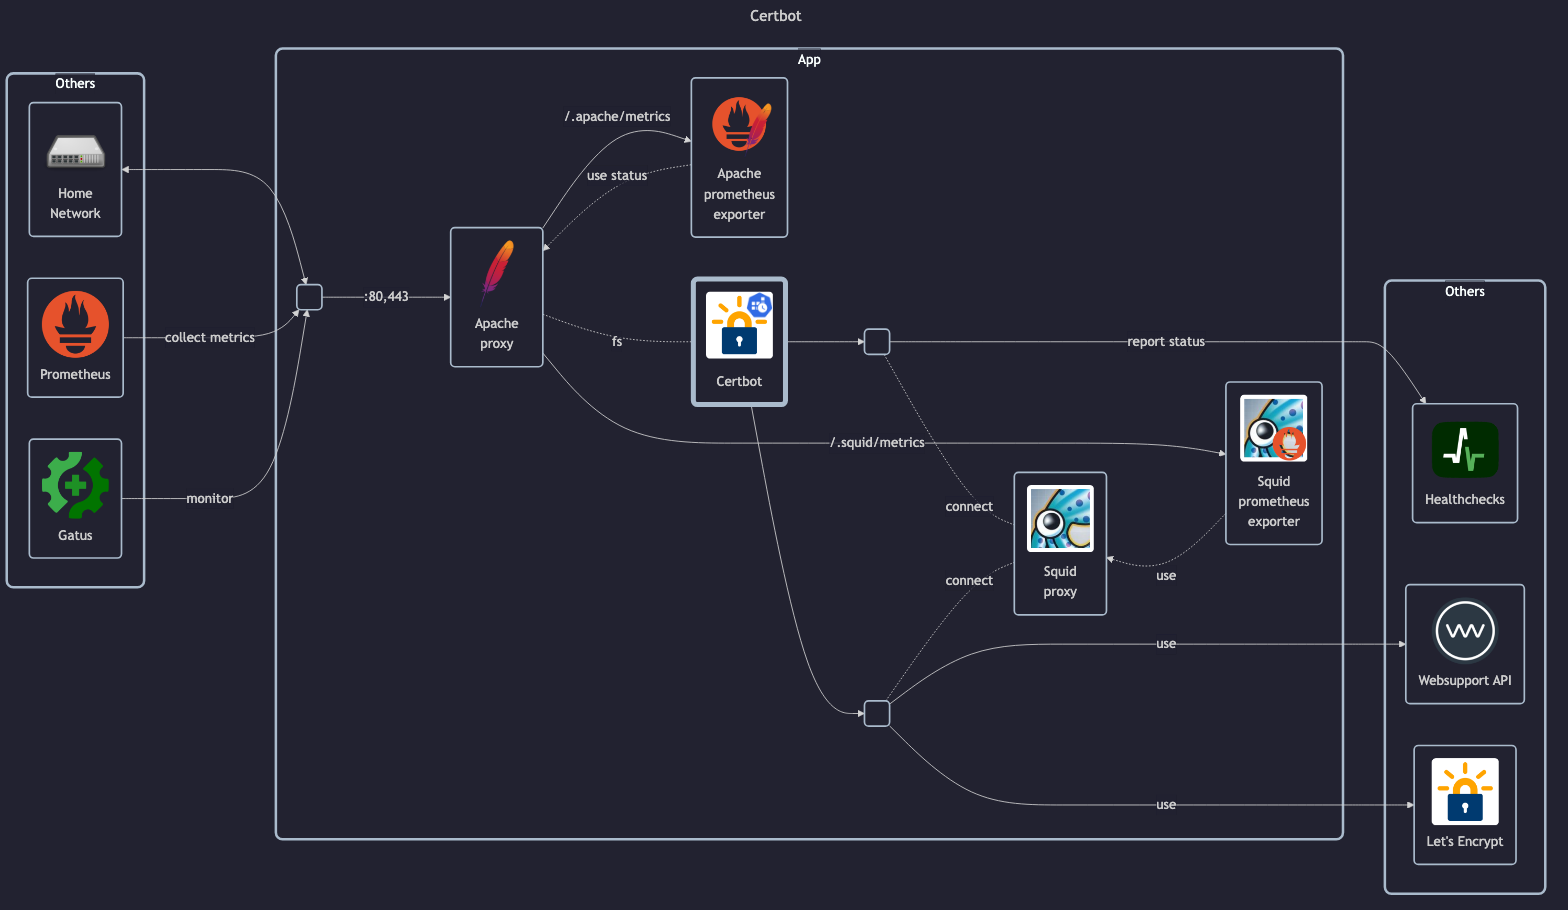 Certbot
Others
Home
Network
Prometheus
Gatus
collect metrics
monitor
App
:80,443
Apache
proxy
/.apache/metrics
use status
Apache
prometheus
exporter
fs
Certbot
/.squid/metrics
connect
connect
Squid
proxy
use
Squid
prometheus
exporter
report status
use
use
Others
Healthchecks
Websupport API
Let's Encrypt